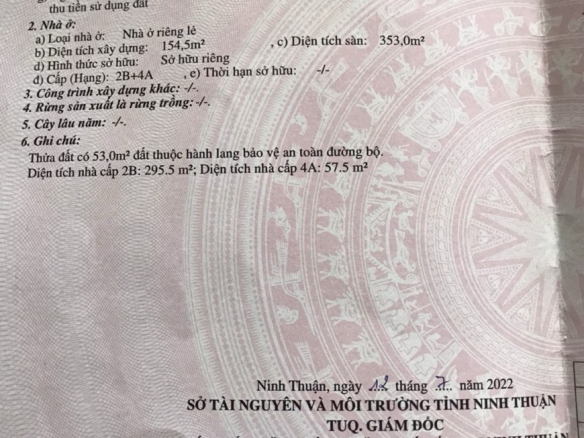 thu tiền sử dụng đất
2. Nhà ở:
a) Loại nhà ở: Nhà ở riêng lẻ
b) Diện tích xây dựng: 154,5m² , c) Diện tích sàn: 353,0m²
d) Hình thức sở hữu: Sở hữu riêng
đ) Cấp (Hạng): 2B+4A , e) Thời hạn sở hữu: -/-
3. Công trình xây dựng khác: -/-.
4. Rừng sản xuất là rừng trồng:-/-.
5. Cây lâu năm: -/-.
6. Ghi chú:
Thửa đất có 53,0m² đất thuộc hành lang bảo vệ an toàn đường bộ.
Diện tích nhà cấp 2B: 295.5 m²; Diện tích nhà cấp 4A: 57.5 m²
Ninh Thuận, ngày 12 tháng 7 năm 2022
SỞ TÀI NGUYÊN VÀ MÔI TRƯỜNG TỈNH NINH THUẬN
TUQ. GIÁM ĐỐC